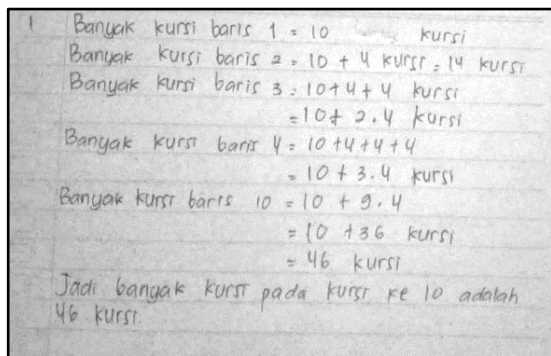 1 Banyak kursi baris 1 = 10 kursi
Banyak kursi baris 2 = 10 + 4 kursi = 14 kursi
Banyak kursi baris 3 = 10+4+4 kursi
=10+ 2.4 kursi
Banyak kursi baris 4 = 10+4+4+4
= 10 + 3.4 kursi
Banyak kursi baris 10 = 10 + 9.4
= 10 +36 kursi
= 46 kursi
Jadi banyak kursi pada kursi ke 10 adalah
46 kursi.